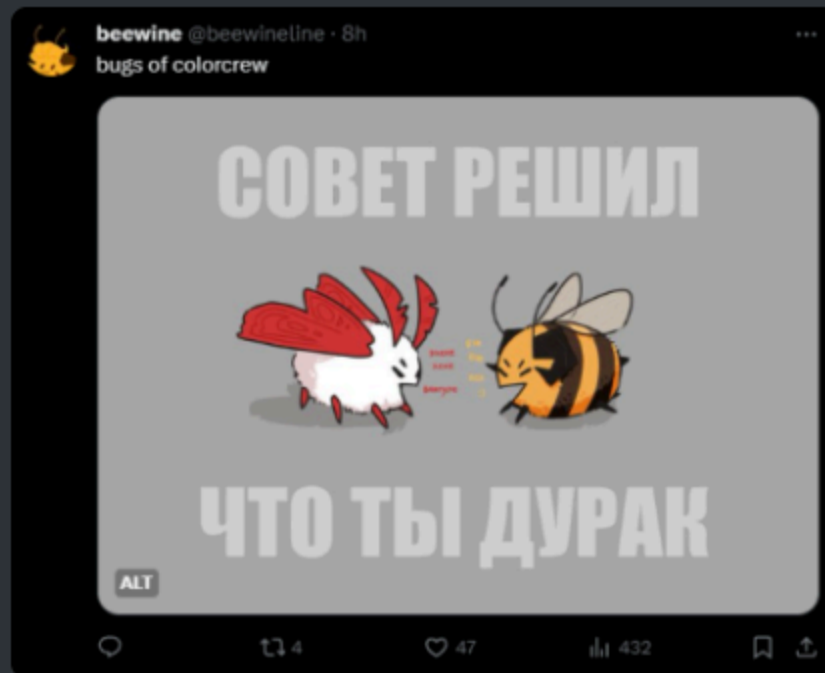 beewine @beewineline · 8h
bugs of colorcrew
СОВЕТ РЕШИЛ
ЧТО ТЫ ДУРАК
ALT
4 47 432